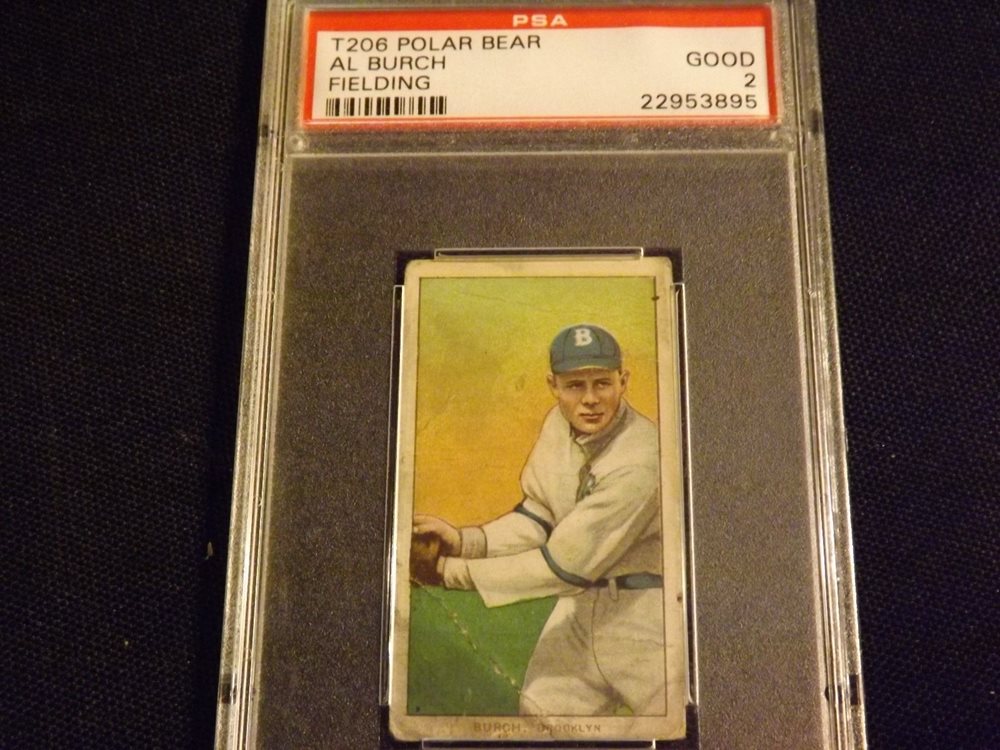 PSA
T206 POLAR BEAR
AL BURCH
GOOD
FIELDING
2
22953895
B
B
BURCH, BROOKLYN